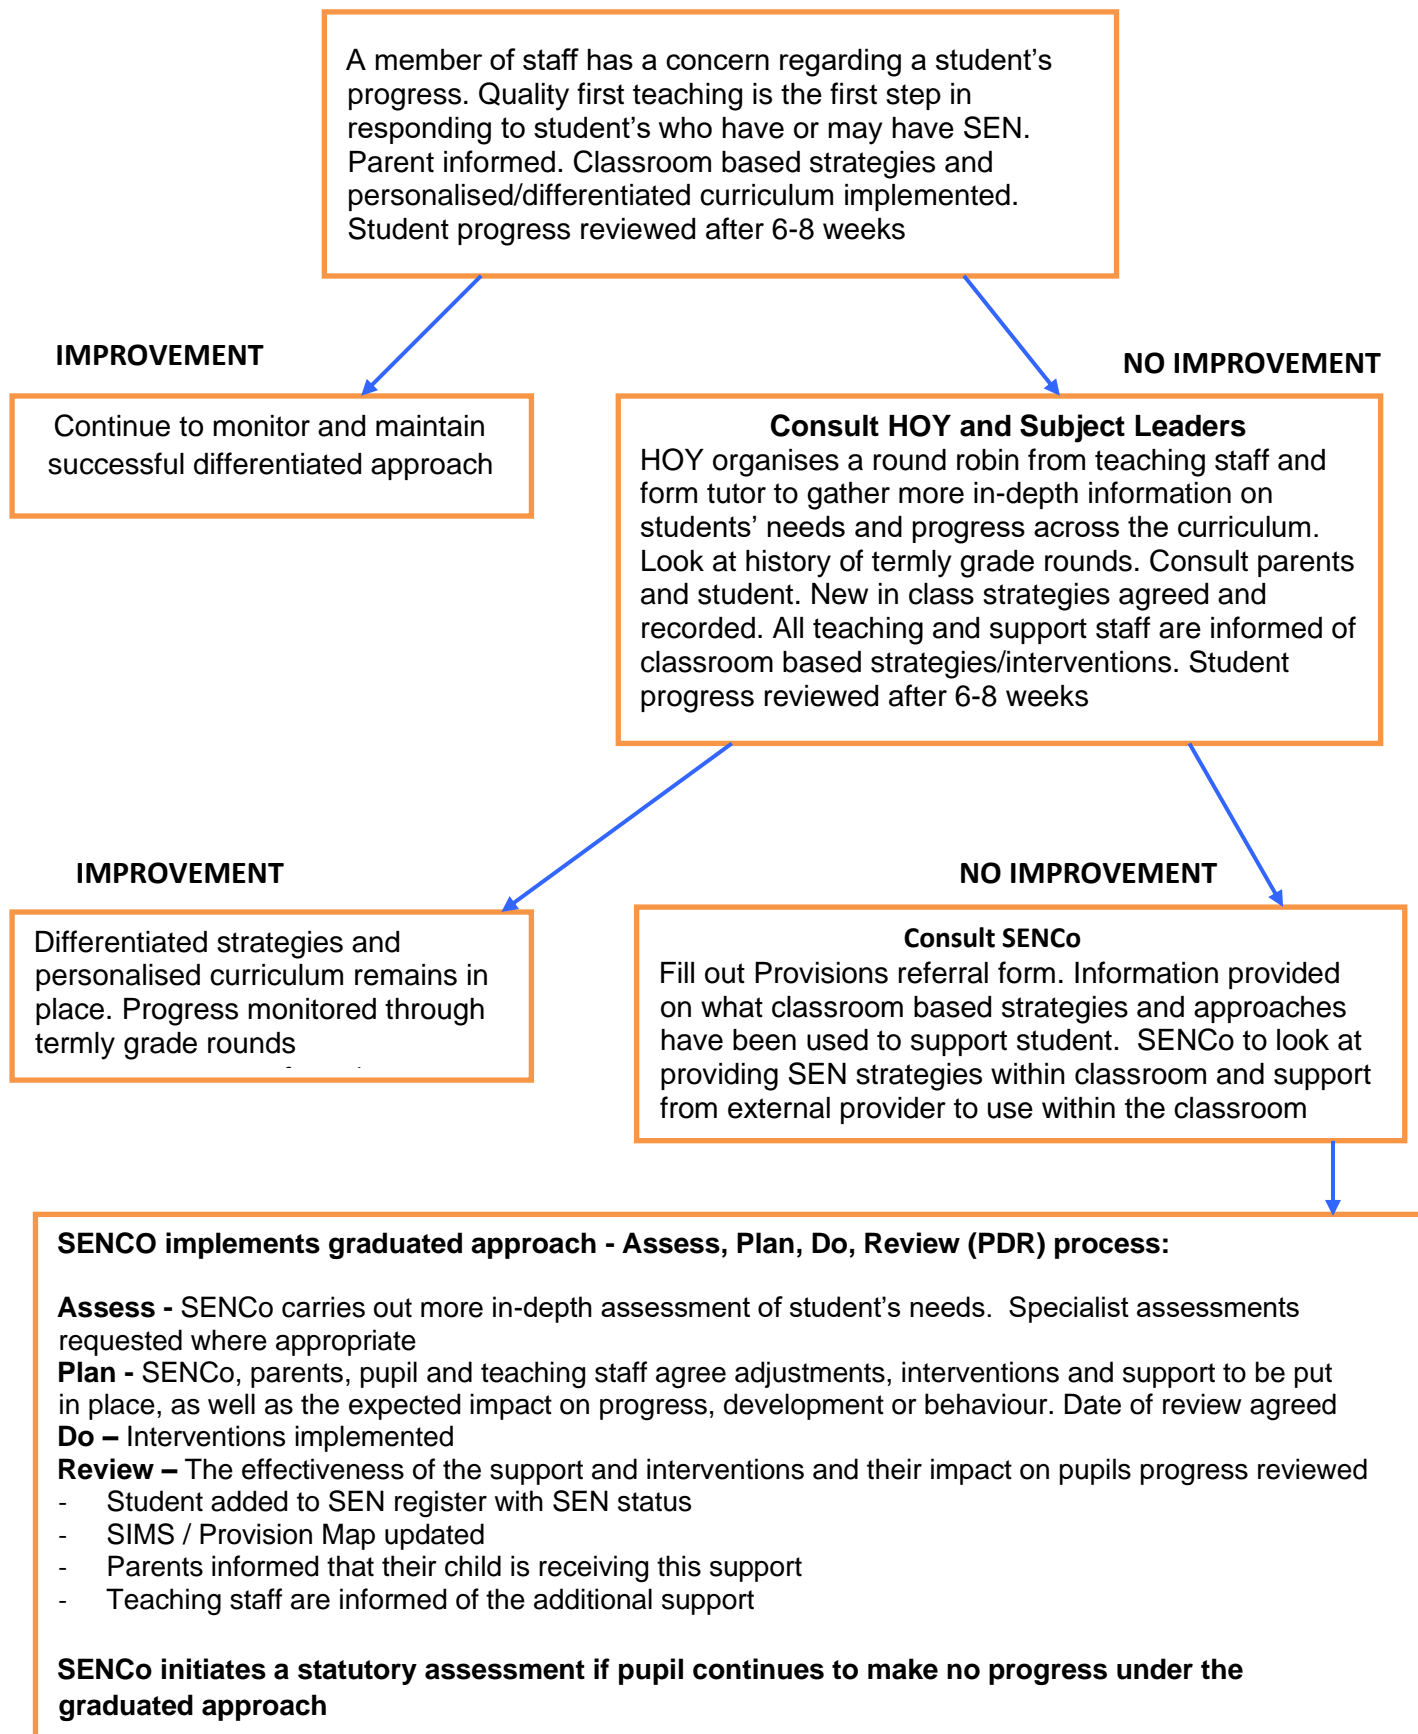 A member of staff has a concern regarding a student’s
progress. Quality first teaching is the first step in
responding to student’s who have or may have SEN.
Parent informed. Classroom based strategies and
personalised/differentiated curriculum implemented.
Student progress reviewed after 6-8 weeks
IMPROVEMENT
NO IMPROVEMENT
Continue to monitor and maintain
successful differentiated approach
Consult HOY and Subject Leaders
HOY organises a round robin from teaching staff and
form tutor to gather more in-depth information on
students’ needs and progress across the curriculum.
Look at history of termly grade rounds. Consult parents
and student. New in class strategies agreed and
recorded. All teaching and support staff are informed of
classroom based strategies/interventions. Student
progress reviewed after 6-8 weeks
IMPROVEMENT
NO IMPROVEMENT
Differentiated strategies and
personalised curriculum remains in
place. Progress monitored through
termly grade rounds
Consult SENCo
Fill out Provisions referral form. Information provided
on what classroom based strategies and approaches
have been used to support student.  SENCo to look at
providing SEN strategies within classroom and support
from external provider to use within the classroom
SENCO implements graduated approach - Assess, Plan, Do, Review (PDR) process:
Assess - SENCo carries out more in-depth assessment of student’s needs.  Specialist assessments
requested where appropriate
Plan - SENCo, parents, pupil and teaching staff agree adjustments, interventions and support to be put
in place, as well as the expected impact on progress, development or behaviour. Date of review agreed
Do – Interventions implemented
Review – The effectiveness of the support and interventions and their impact on pupils progress reviewed
- Student added to SEN register with SEN status
- SIMS / Provision Map updated
- Parents informed that their child is receiving this support
- Teaching staff are informed of the additional support
SENCo initiates a statutory assessment if pupil continues to make no progress under the
graduated approach